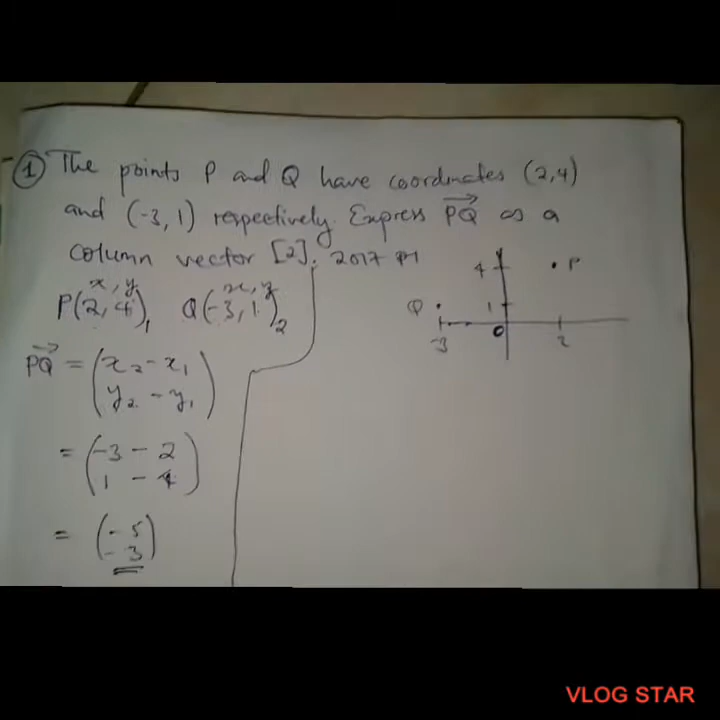 ① The points P and Q have coordinates (2,4)
and (-3,1) respectively. Express PQ→ as a
column vector [2]. 2017 P1
x, y x, y
P(2,4)₁, Q(-3,1)₂
PQ→ = (x₂ - x₁
y₂ - y₁)
= (-3 - 2
1 - 4)
= (-5
-3)
4 P
Q 1
-3 0 2
VLOG STAR